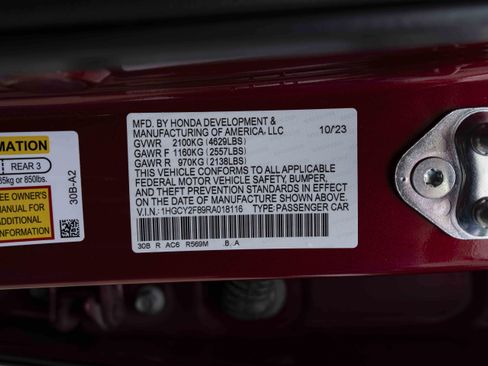 MATION
REAR 3
385kg or 850lbs.
SEE OWNER'S
MANUAL FOR
ADDITIONAL
INFORMATION
30B-A2
MFD. BY HONDA DEVELOPMENT & 10/23
MANUFACTURING OF AMERICA, LLC
GVWR 2100KG (4629LBS)
GAWR F 1160KG (2557LBS)
GAWR R 970KG (2138LBS)
THIS VEHICLE CONFORMS TO ALL APPLICABLE
FEDERAL MOTOR VEHICLE SAFETY, BUMPER,
AND THEFT PREVENTION STANDARDS IN EFFECT
ON THE DATE OF MANUFACTURE SHOWN ABOVE.
V.I.N.: 1HGCY2F89RA018116 TYPE:PASSENGER CAR
30B R AC6 R569M .B. .A